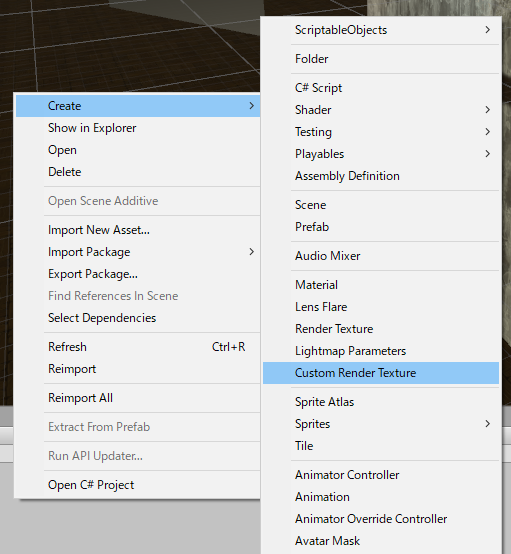 Create
Show in Explorer
Open
Delete
Open Scene Additive
Import New Asset...
Import Package
Export Package...
Find References In Scene
Select Dependencies
Refresh Ctrl+R
Reimport
Reimport All
Extract From Prefab
Run API Updater...
Open C# Project
ScriptableObjects
Folder
C# Script
Shader
Testing
Playables
Assembly Definition
Scene
Prefab
Audio Mixer
Material
Lens Flare
Render Texture
Lightmap Parameters
Custom Render Texture
Sprite Atlas
Sprites
Tile
Animator Controller
Animation
Animator Override Controller
Avatar Mask